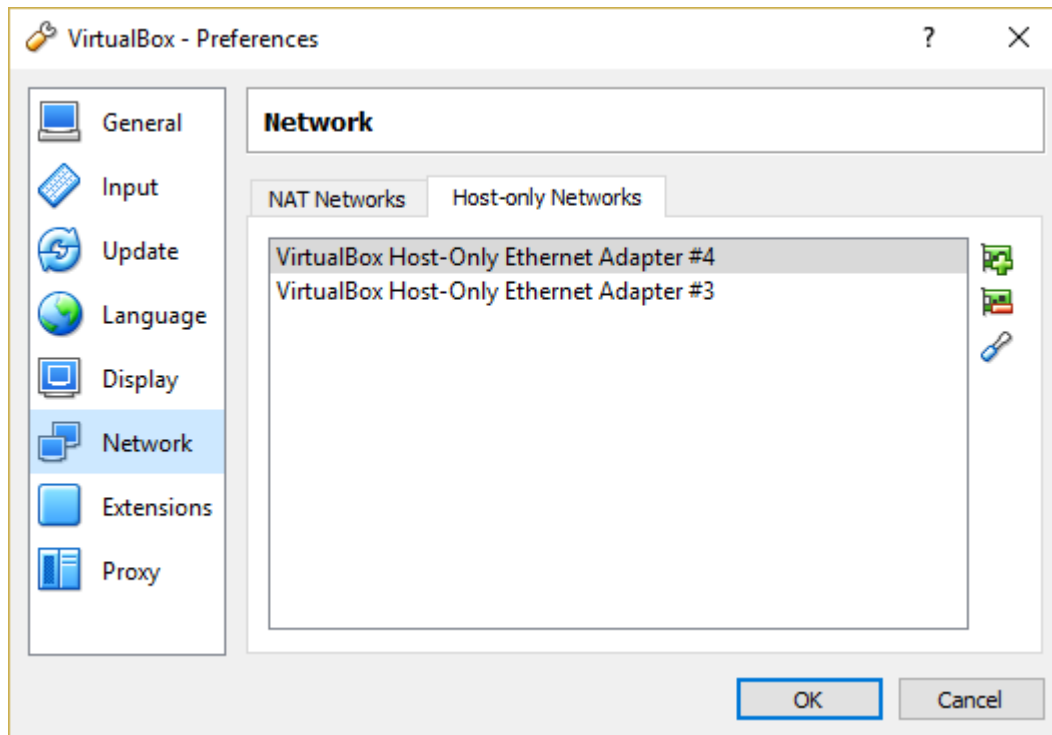 VirtualBox - Preferences
?
General
Input
Update
Language
Display
Network
Extensions
Proxy
Network
NAT Networks
Host-only Networks
VirtualBox Host-Only Ethernet Adapter #4
VirtualBox Host-Only Ethernet Adapter #3
OK
Cancel